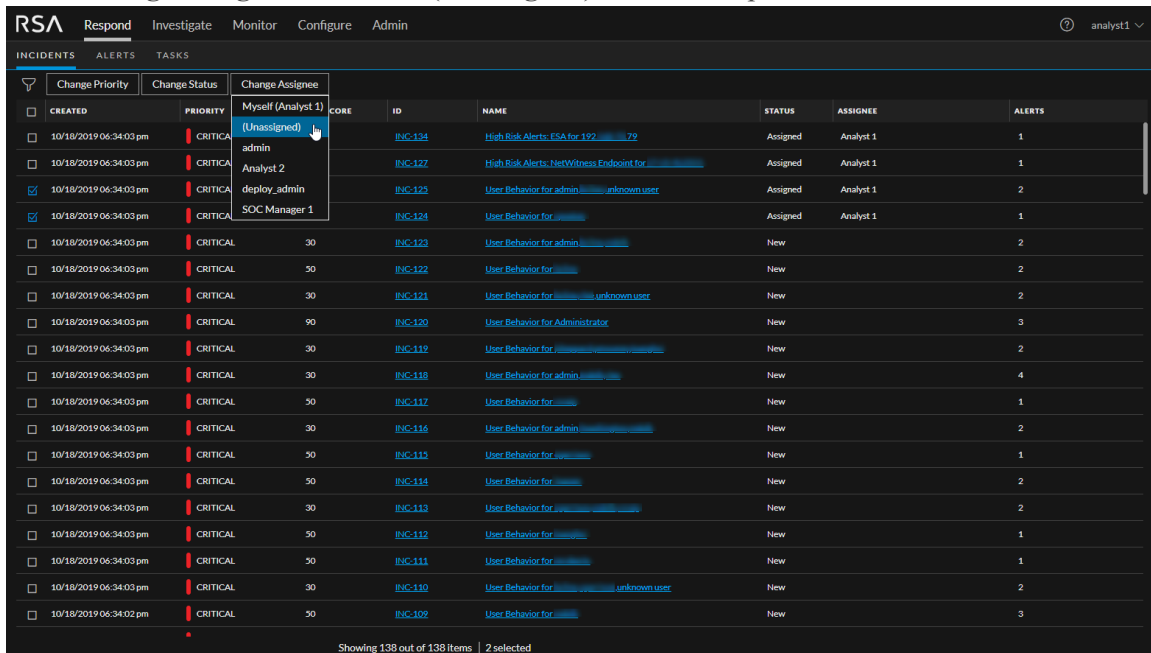 RSA Respond Investigate Monitor Configure Admin ? analyst1
INCIDENTS ALERTS TASKS
Change Priority Change Status Change Assignee
CREATED PRIORITY CORE ID NAME STATUS ASSIGNEE ALERTS
Myself (Analyst 1)
(Unassigned)
admin
Analyst 2
deploy_admin
SOC Manager 1
10/18/2019 06:34:03 pm CRITICA INC-134 High Risk Alerts: ESA for 192. 79 Assigned Analyst 1 1
10/18/2019 06:34:03 pm CRITICA INC-127 High Risk Alerts: NetWitness Endpoint for Assigned Analyst 1 1
10/18/2019 06:34:03 pm CRITICA INC-125 User Behavior for admin, unknown user Assigned Analyst 1 2
10/18/2019 06:34:03 pm CRITICA INC-124 User Behavior for Assigned Analyst 1 1
10/18/2019 06:34:03 pm CRITICAL 30 INC-123 User Behavior for admin, New 2
10/18/2019 06:34:03 pm CRITICAL 50 INC-122 User Behavior for New 2
10/18/2019 06:34:03 pm CRITICAL 30 INC-121 User Behavior for ,unknown user New 2
10/18/2019 06:34:03 pm CRITICAL 90 INC-120 User Behavior for Administrator New 3
10/18/2019 06:34:03 pm CRITICAL 30 INC-119 User Behavior for New 2
10/18/2019 06:34:03 pm CRITICAL 30 INC-118 User Behavior for admin, New 4
10/18/2019 06:34:03 pm CRITICAL 50 INC-117 User Behavior for New 1
10/18/2019 06:34:03 pm CRITICAL 30 INC-116 User Behavior for admin, New 2
10/18/2019 06:34:03 pm CRITICAL 50 INC-115 User Behavior for New 1
10/18/2019 06:34:03 pm CRITICAL 50 INC-114 User Behavior for New 2
10/18/2019 06:34:03 pm CRITICAL 30 INC-113 User Behavior for New 2
10/18/2019 06:34:03 pm CRITICAL 50 INC-112 User Behavior for New 1
10/18/2019 06:34:03 pm CRITICAL 50 INC-111 User Behavior for New 1
10/18/2019 06:34:03 pm CRITICAL 30 INC-110 User Behavior for ,unknown user New 2
10/18/2019 06:34:02 pm CRITICAL 50 INC-109 User Behavior for New 3
Showing 138 out of 138 items | 2 selected